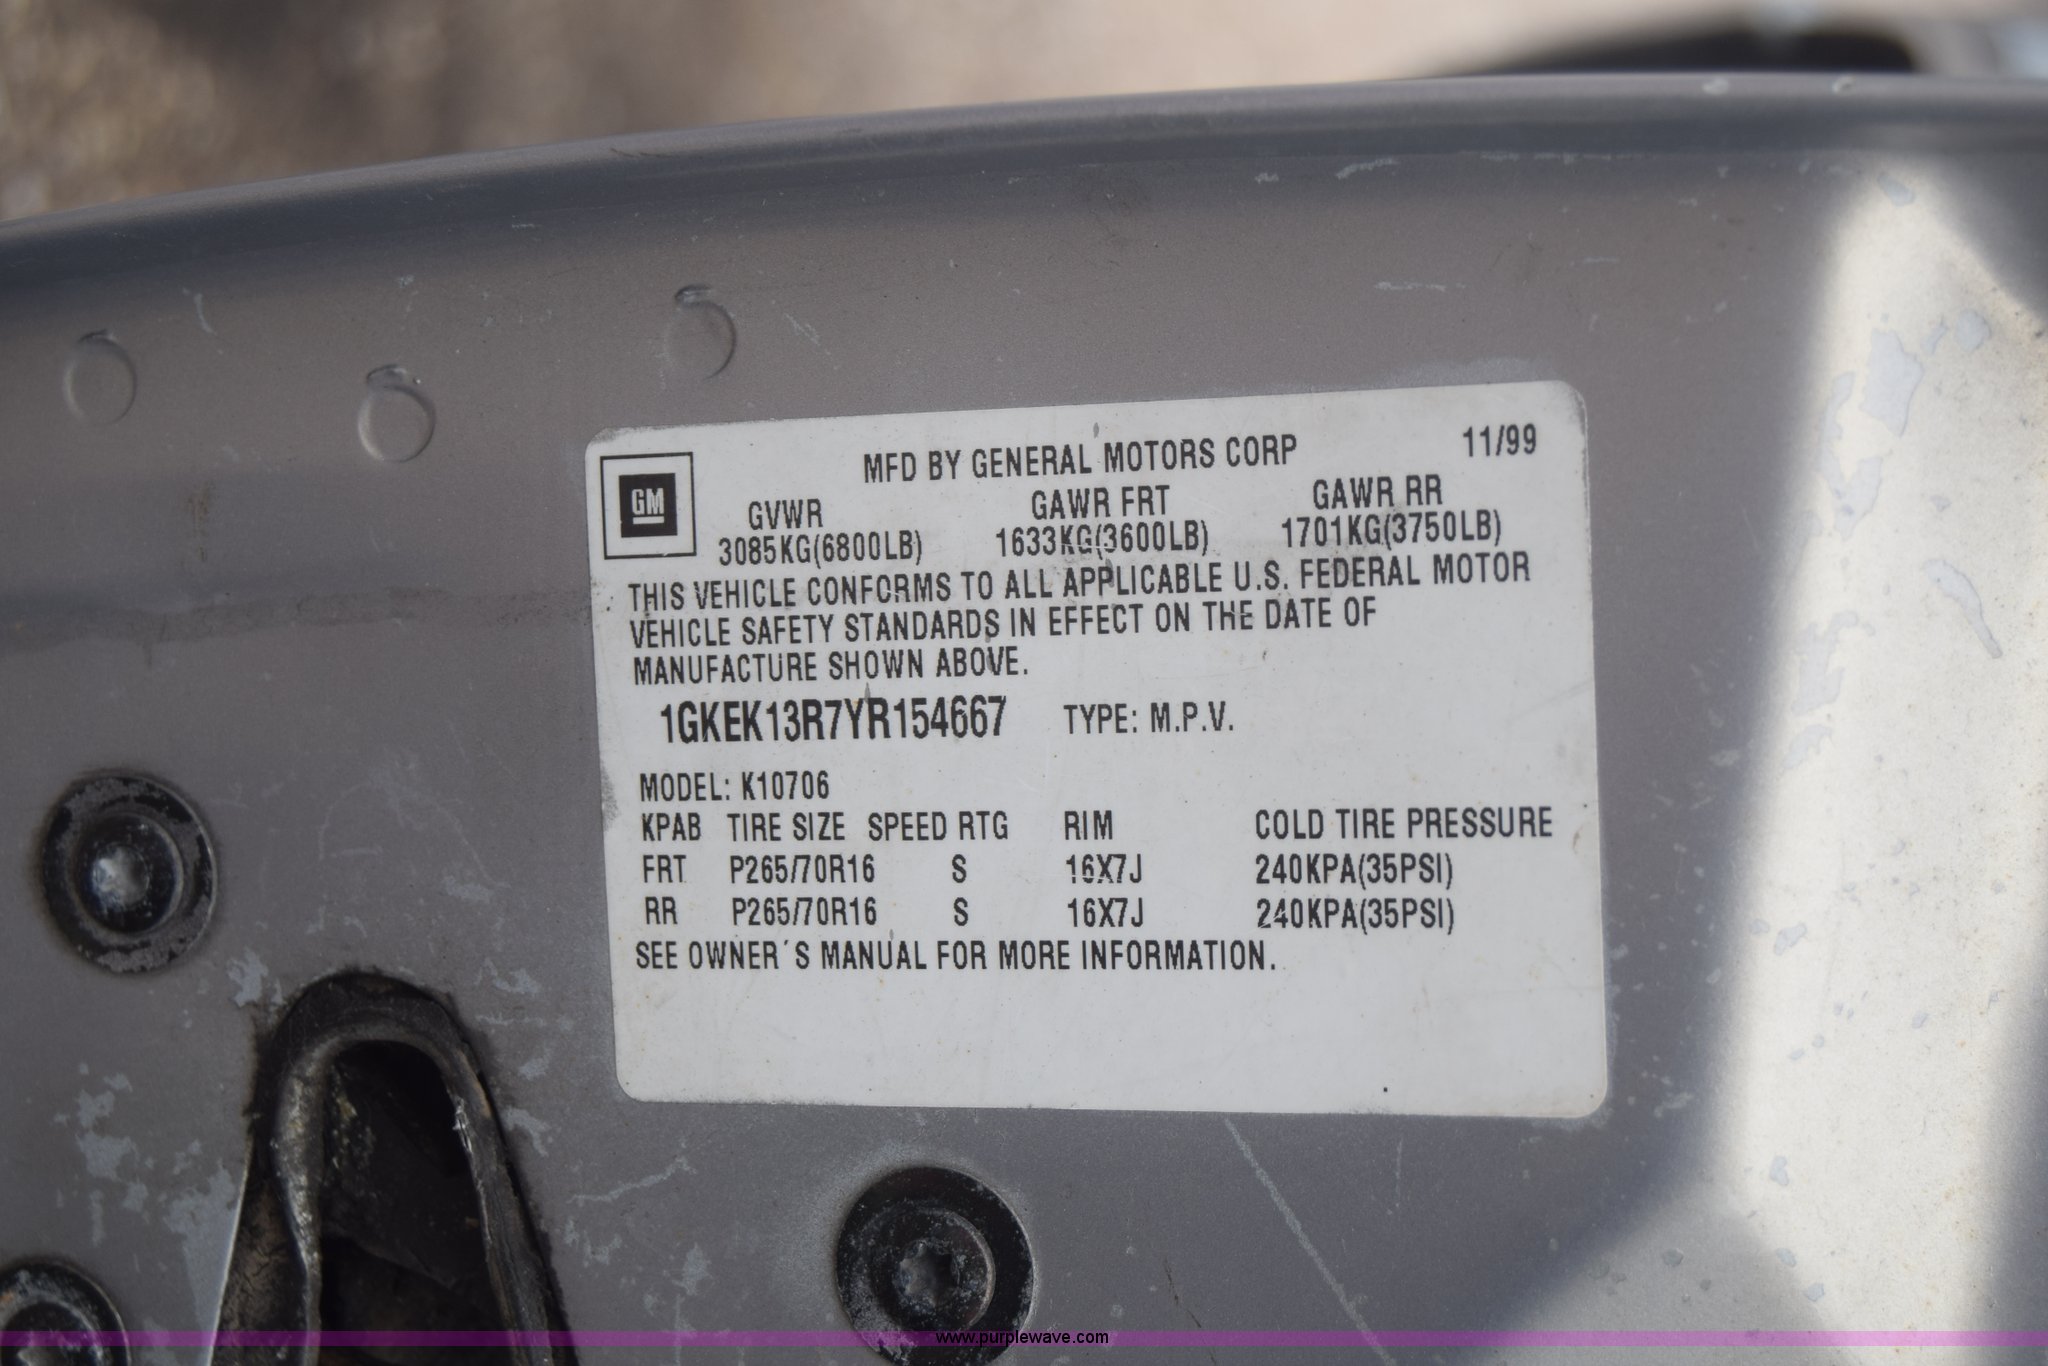 MFD BY GENERAL MOTORS CORP 11/99
GM
GVWR GAWR FRT GAWR RR
3085KG(6800LB) 1633KG(3600LB) 1701KG(3750LB)
THIS VEHICLE CONFORMS TO ALL APPLICABLE U.S. FEDERAL MOTOR
VEHICLE SAFETY STANDARDS IN EFFECT ON THE DATE OF
MANUFACTURE SHOWN ABOVE.
1GKEK13R7YR154667 TYPE: M.P.V.
MODEL: K10706
KPAB TIRE SIZE SPEED RTG RIM COLD TIRE PRESSURE
FRT P265/70R16 S 16X7J 240KPA(35PSI)
RR P265/70R16 S 16X7J 240KPA(35PSI)
SEE OWNER´S MANUAL FOR MORE INFORMATION.
www.purplewave.com